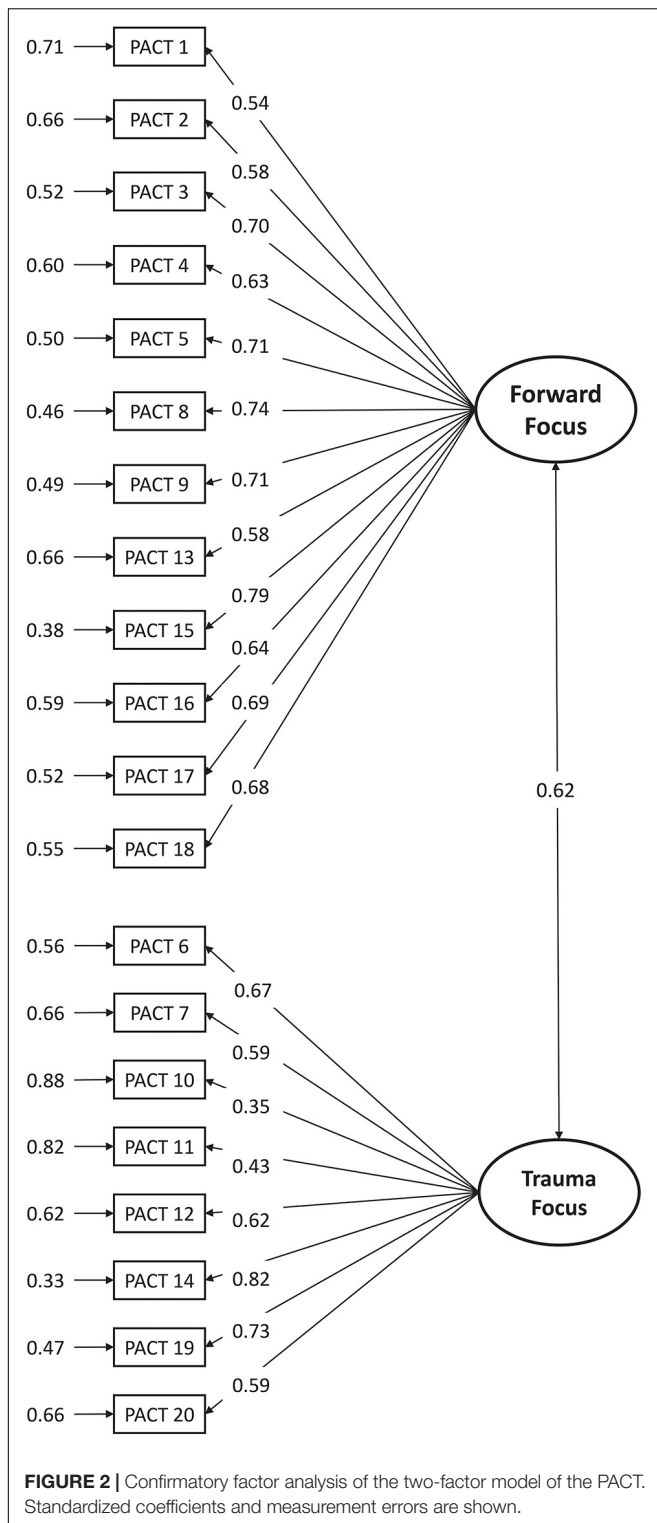 0.71 PACT 1
0.54
0.66 PACT 2
0.58
0.52 PACT 3
0.70
0.60 PACT 4
0.63
0.50 PACT 5
0.71
0.46 PACT 8 0.74
Forward
Focus
0.49 PACT 9 0.71
0.58
0.66 PACT 13
0.79
0.38 PACT 15
0.64
0.59 PACT 16
0.69
0.52 PACT 17
0.68
0.62
0.55 PACT 18
0.56 PACT 6
0.67
0.66 PACT 7
0.59
0.88 PACT 10
0.35
0.82 PACT 11
0.43
Trauma
Focus
0.62 PACT 12 0.62
0.33 PACT 14 0.82
0.73
0.47 PACT 19
0.59
0.66 PACT 20
FIGURE 2 | Confirmatory factor analysis of the two-factor model of the PACT.
Standardized coefficients and measurement errors are shown.